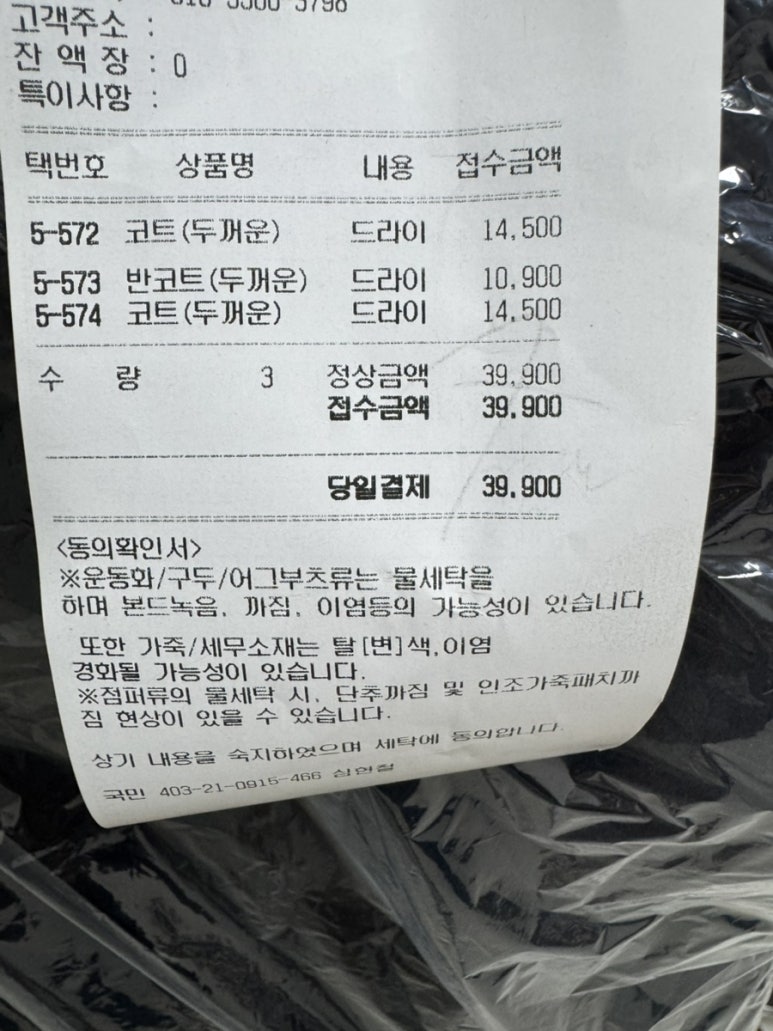 고객주소 :
잔 액 장 : 0
특이사항 :
택번호 상품명 내용 접수금액
5-572 코트(두꺼운) 드라이 14,500
5-573 반코트(두꺼운) 드라이 10,900
5-574 코트(두꺼운) 드라이 14,500
수 량 3 정상금액 39,900
접수금액 39,900
당일결제 39,900
<동의확인서>
※운동화/구두/어그부츠류는 물세탁을
하며 본드녹음, 까짐, 이염등의 가능성이 있습니다.
또한 가죽/세무소재는 탈[변]색,이염
경화될 가능성이 있습니다.
※점퍼류의 물세탁 시, 단추까짐 및 인조가죽패치까
짐 현상이 있을 수 있습니다.
상기 내용을 숙지하였으며 세탁에 동의합니다.
국민 403-21-0915-466